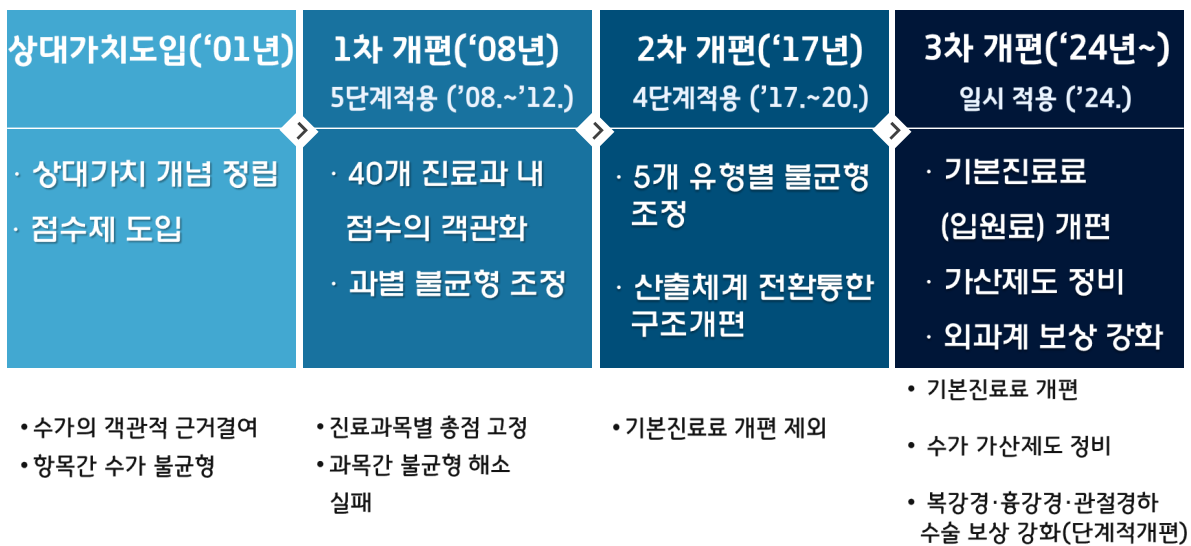 상대가치도입(‘01년)
· 상대가치 개념 정립
· 점수제 도입
• 수가의 객관적 근거결여
• 항목간 수가 불균형
1차 개편(‘08년)
5단계적용 (’08.~’12.)
· 40개 진료과 내
점수의 객관화
· 과별 불균형 조정
• 진료과목별 총점 고정
• 과목간 불균형 해소
실패
2차 개편(‘17년)
4단계적용 (’17.~20.)
· 5개 유형별 불균형
조정
· 산출체계 전환통한
구조개편
• 기본진료료 개편 제외
3차 개편(‘24년~)
일시 적용 (’24.)
· 기본진료료
(입원료) 개편
· 가산제도 정비
· 외과계 보상 강화
• 기본진료료 개편
• 수가 가산제도 정비
• 복강경·흉강경·관절경하
수술 보상 강화(단계적개편)